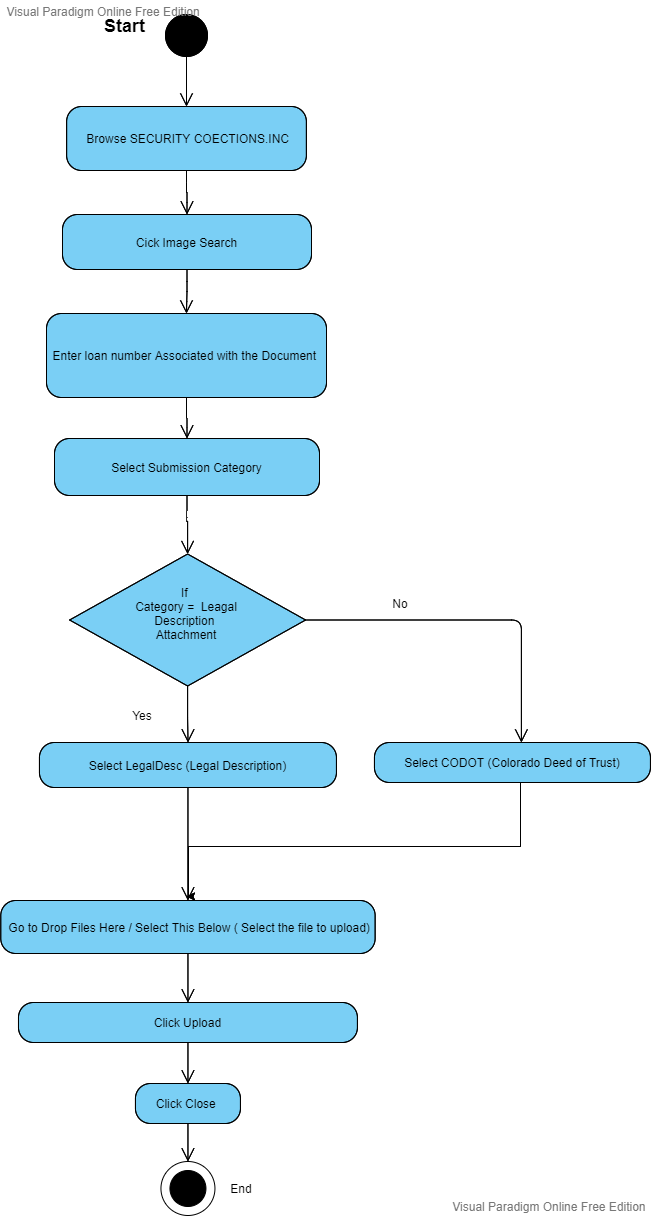 Visual Paradigm Online Free Edition
Start
Browse SECURITY COECTIONS.INC
Cick Image Search
Enter loan number Associated with the Document
Select Submission Category
If
Category = Leagal
Description
Attachment
No
Yes
Select LegalDesc (Legal Description)
Select CODOT (Colorado Deed of Trust)
Go to Drop Files Here / Select This Below ( Select the file to upload)
Click Upload
Click Close
End
Visual Paradigm Online Free Edition